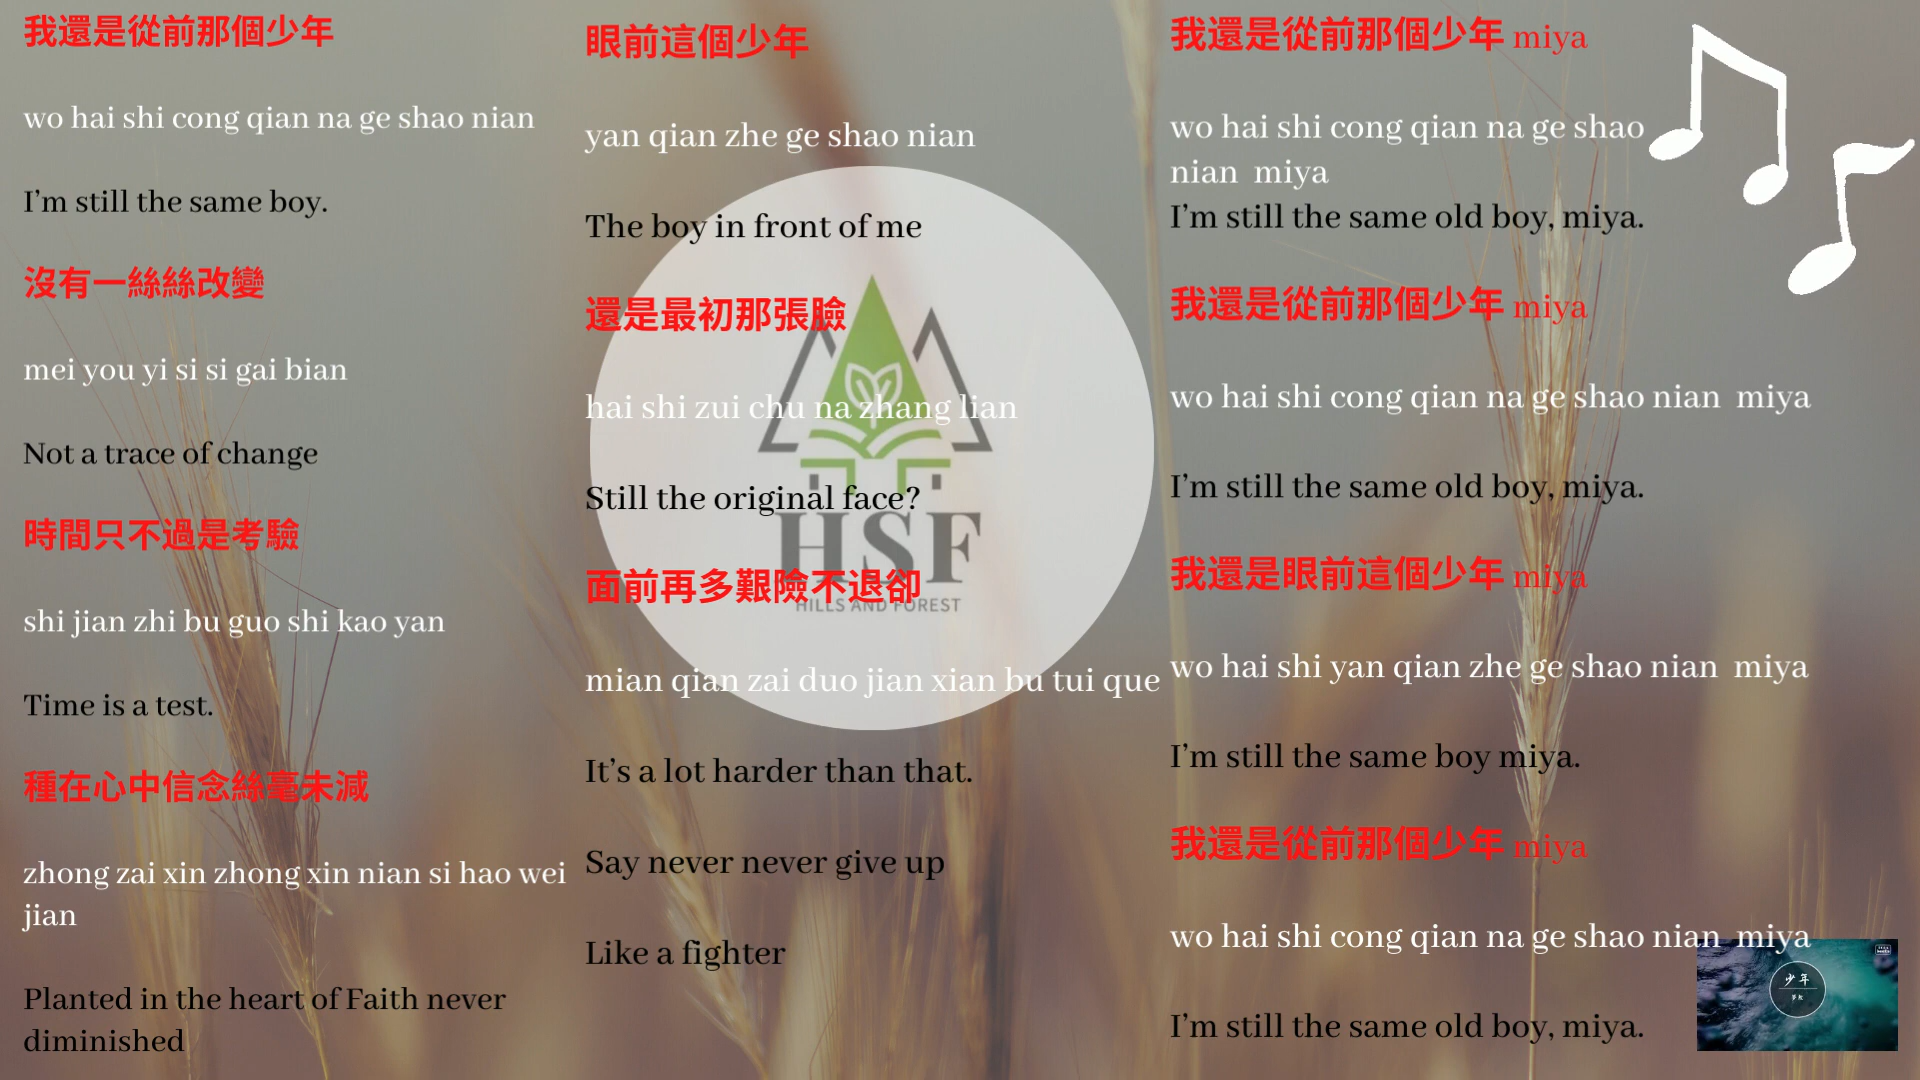 我還是從前那個少年
wo hai shi cong qian na ge shao nian
I'm still the same boy.
沒有一絲絲改變
mei you yi si si gai bian
Not a trace of change
時間只不過是考驗
shi jian zhi bu guo shi kao yan
Time is a test.
種在心中信念絲毫未減
zhong zai xin zhong xin nian si hao wei
jian
Planted in the heart of Faith never
diminished
眼前這個少年
yan qian zhe ge shao nian
The boy in front of me
還是最初那張臉
hai shi zui chu na zhang lian
Still the original face?
面前再多艱險不退卻
mian qian zai duo jian xian bu tui que
It's a lot harder than that.
Say never never give up
Like a fighter
HSF
HILLS AND FOREST
我還是從前那個少年 miya
wo hai shi cong qian na ge shao
nian miya
I'm still the same old boy, miya.
我還是從前那個少年 miya
wo hai shi cong qian na ge shao nian miya
I'm still the same old boy, miya.
我還是眼前這個少年 miya
wo hai shi yan qian zhe ge shao nian miya
I'm still the same boy miya.
我還是從前那個少年 miya
wo hai shi cong qian na ge shao nian miya
I'm still the same old boy, miya.
少年